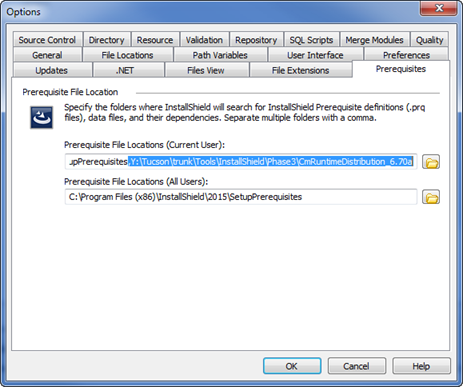 Options
Source Control Directory Resource Validation Repository SQL Scripts Merge Modules Quality
General File Locations Path Variables User Interface Preferences
Updates .NET Files View File Extensions Prerequisites
Prerequisite File Location
Specify the folders where InstallShield will search for InstallShield Prerequisite definitions (.prq
files), data files, and their dependencies. Separate multiple folders with a comma.
Prerequisite File Locations (Current User):
upPrerequisites,Y:\Tucson\trunk\Tools\InstallShield\Phase3\CmRuntimeDistribution_6.70a
Prerequisite File Locations (All Users):
C:\Program Files (x86)\InstallShield\2015\SetupPrerequisites
OK Cancel Help